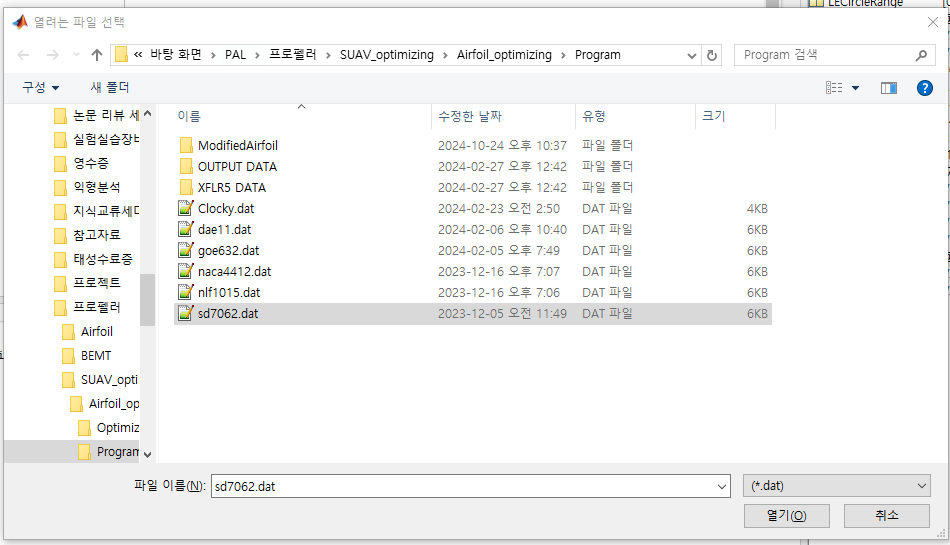 LECircleRange
열려는 파일 선택
« 바탕 화면 › PAL › 프로펠러 › SUAV_optimizing › Airfoil_optimizing › Program
Program 검색
구성 새 폴더
이름 수정한 날짜 유형 크기
논문 리뷰 세
실험실습장비
영수증
익형분석
지식교류세미
참고자료
태성수료증
프로젝트
프로펠러
Airfoil
BEMT
SUAV_opti
Airfoil_op
Optimiz
Program
ModifiedAirfoil 2024-10-24 오후 10:37 파일 폴더
OUTPUT DATA 2024-02-27 오후 12:42 파일 폴더
XFLR5 DATA 2024-02-27 오후 12:42 파일 폴더
Clocky.dat 2024-02-23 오전 2:50 DAT 파일 4KB
dae11.dat 2024-02-06 오후 10:40 DAT 파일 6KB
goe632.dat 2024-02-05 오후 7:49 DAT 파일 6KB
naca4412.dat 2023-12-16 오후 7:07 DAT 파일 6KB
nlf1015.dat 2023-12-16 오후 7:06 DAT 파일 6KB
sd7062.dat 2023-12-05 오전 11:49 DAT 파일 6KB
파일 이름(N): sd7062.dat (*.dat)
열기(O) 취소